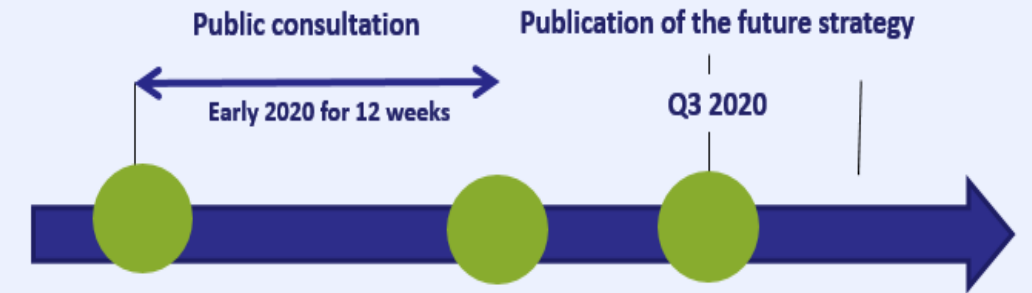 Public consultation
Publication of the future strategy
Early 2020 for 12 weeks
Q3 2020